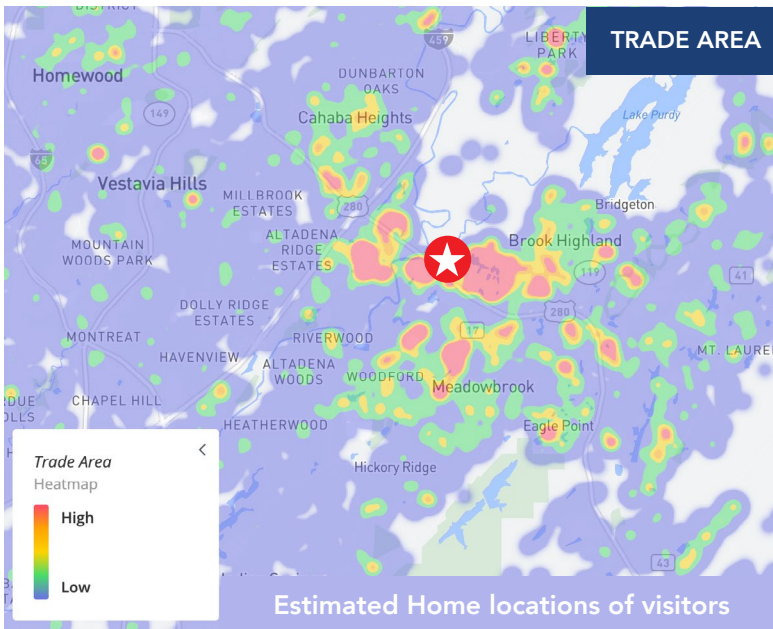 DISTRICT
459
LIBERTY
PARK
TRADE AREA
Homewood
DUNBARTON
OAKS
149
Cahaba Heights
Lake Purdy
65
Vestavia Hills
MILLBROOK
ESTATES
280
Bridgeton
ALTADENA
RIDGE
ESTATES
MOUNTAIN
WOODS PARK
Brook Highland
119
41
DOLLY RIDGE
ESTATES
280
17
MONTREAT
RIVERWOOD
HAVENVIEW
ALTADENA
WOODS
WOODFORD
MT. LAUREL
Meadowbrook
CHAPEL HILL
HEATHERWOOD
Eagle Point
Hickory Ridge
Trade Area
Heatmap
High
Low
43
Estimated Home locations of visitors